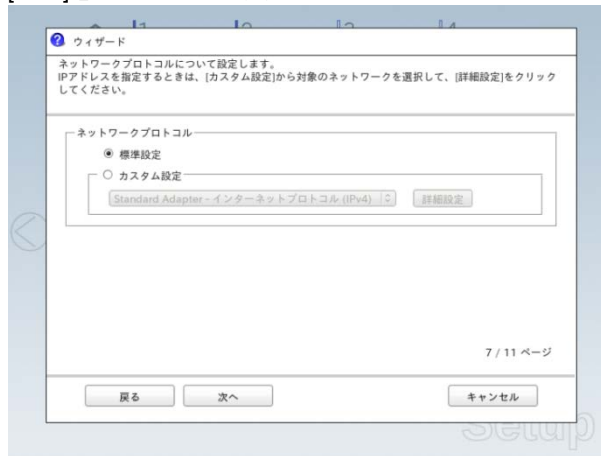 ウィザード
ネットワークプロトコルについて設定します。
IPアドレスを指定するときは、[カスタム設定]から対象のネットワークを選択して、[詳細設定]をクリック
してください。
ネットワークプロトコル
標準設定
カスタム設定
Standard Adapter - インターネットプロトコル (IPv4)
詳細設定
7 / 11 ページ
戻る
次へ
キャンセル
Setup